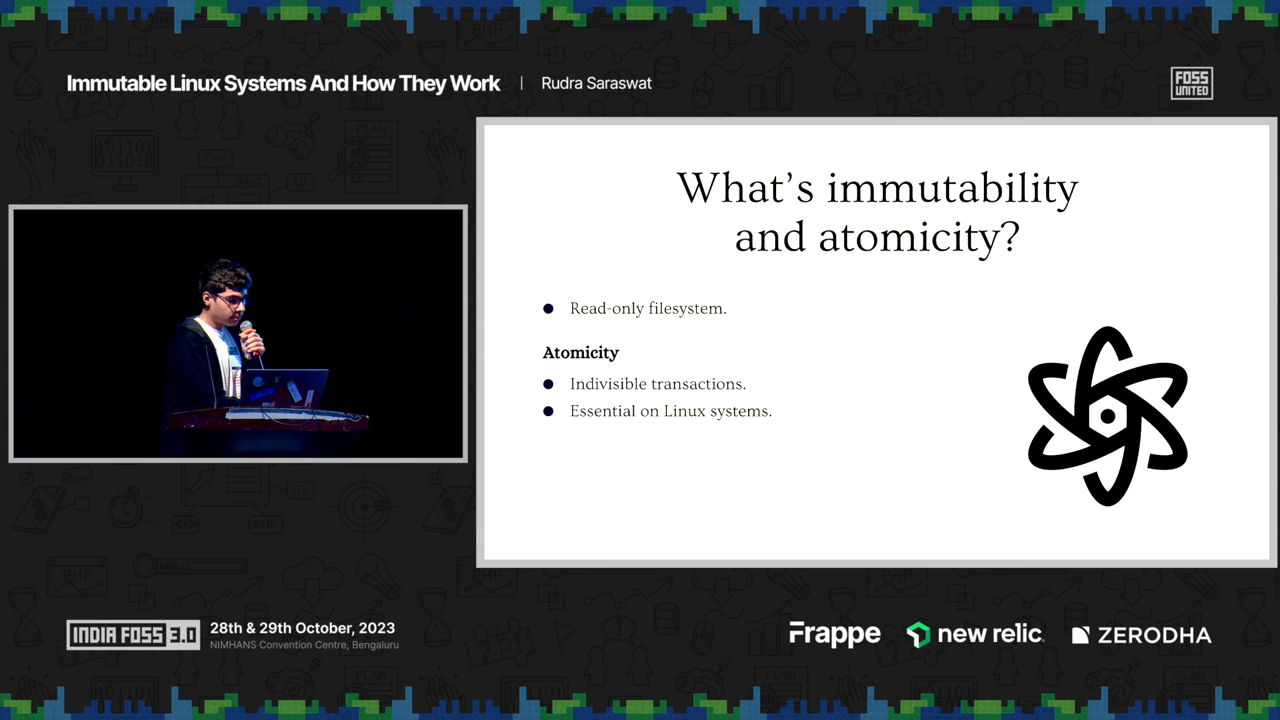 Immutable Linux Systems And How They Work | Rudra Saraswat
FOSS
UNITED
What's immutability
and atomicity?
● Read-only filesystem.
Atomicity
● Indivisible transactions.
● Essential on Linux systems.
INDIA FOSS 3.0
28th & 29th October, 2023
NIMHANS Convention Centre, Bengaluru
Frappe
new relic
ZERODHA